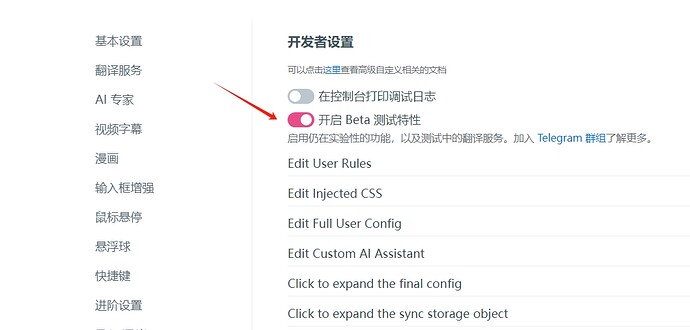 基本设置
翻译服务
AI 专家
视频字幕
漫画
输入框增强
鼠标悬停
悬浮球
快捷键
进阶设置
开发者设置
可以点击这里查看高级自定义相关的文档
在控制台打印调试日志
开启 Beta 测试特性
启用仍在实验性的功能，以及测试中的翻译服务。加入 Telegram 群组了解更多。
Edit User Rules
Edit Injected CSS
Edit Full User Config
Edit Custom AI Assistant
Click to expand the final config
Click to expand the sync storage object